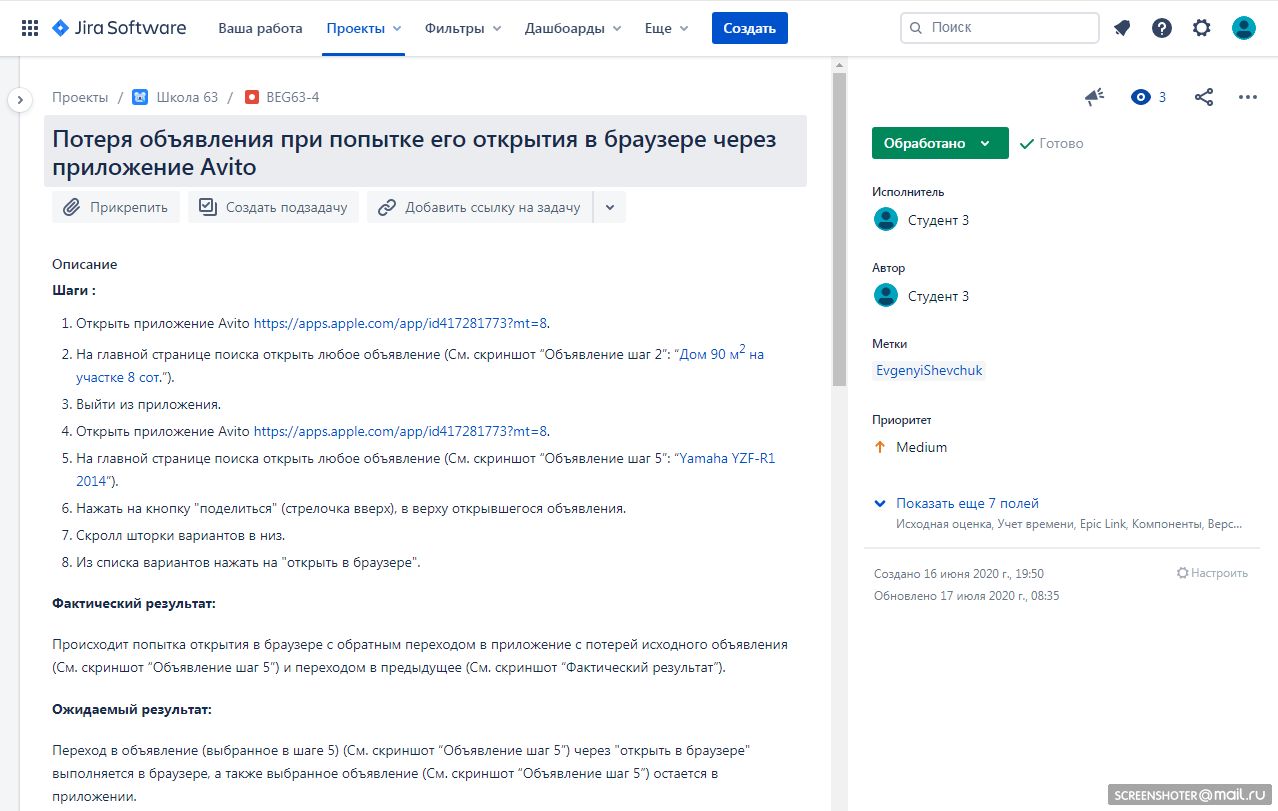 Jira Software Ваша работа Проекты Фильтры Дашборды Еще Создать Поиск
Проекты / Школа 63 / BEG63-4
3
Потеря объявления при попытке его открытия в браузере через
приложение Avito
Прикрепить Создать подзадачу Добавить ссылку на задачу
Описание
Шаги :
1. Открыть приложение Avito https://apps.apple.com/app/id417281773?mt=8.
2. На главной странице поиска открыть любое объявление (См. скриншот “Объявление шаг 2”: “Дом 90 м2 на
участке 8 сот.”).
3. Выйти из приложения.
4. Открыть приложение Avito https://apps.apple.com/app/id417281773?mt=8.
5. На главной странице поиска открыть любое объявление (См. скриншот “Объявление шаг 5”: “Yamaha YZF-R1
2014”).
6. Нажать на кнопку "поделиться" (стрелочка вверх), в верху открывшегося объявления.
7. Скролл шторки вариантов в низ.
8. Из списка вариантов нажать на "открыть в браузере".
Фактический результат:
Происходит попытка открытия в браузере с обратным переходом в приложение с потерей исходного объявления
(См. скриншот “Объявление шаг 5”) и переходом в предыдущее (См. скриншот “Фактический результат”).
Ожидаемый результат:
Переход в объявление (выбранное в шаге 5) (См. скриншот “Объявление шаг 5”) через "открыть в браузере"
выполняется в браузере, а также выбранное объявление (См. скриншот “Объявление шаг 5”) остается в
приложении.
Обработано Готово
Исполнитель
Студент 3
Автор
Студент 3
Метки
EvgenyiShevchuk
Приоритет
Medium
Показать еще 7 полей
Исходная оценка, Учет времени, Epic Link, Компоненты, Верс...
Создано 16 июня 2020 г., 19:50 Настроить
Обновлено 17 июля 2020 г., 08:35
SCREENSHOTER@mail.ru